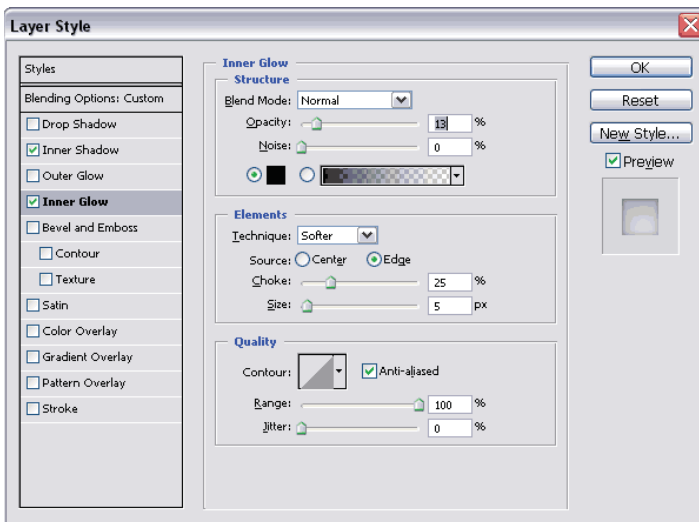 Layer Style
Styles
Blending Options: Custom
Drop Shadow
Inner Shadow
Outer Glow
Inner Glow
Bevel and Emboss
Contour
Texture
Satin
Color Overlay
Gradient Overlay
Pattern Overlay
Stroke
Inner Glow
Structure
Blend Mode: Normal
Opacity: 13 %
Noise: 0 %
Elements
Technique: Softer
Source: Center Edge
Choke: 25 %
Size: 5 px
Quality
Contour: Anti-aliased
Range: 100 %
Jitter: 0 %
OK
Reset
New Style...
Preview